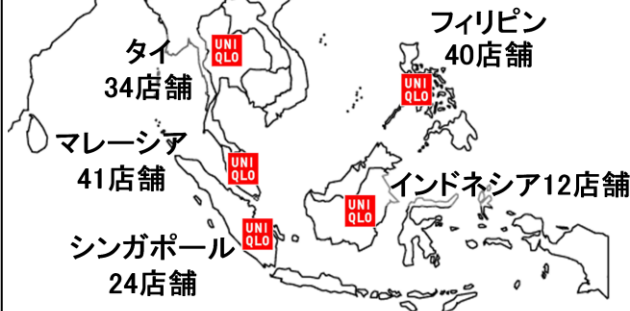 フィリピン
40店舗
タイ
34店舗
UNI
QLO
UNI
QLO
マレーシア
41店舗
UNI
QLO
インドネシア12店舗
UNI
QLO
シンガポール
24店舗
UNI
QLO